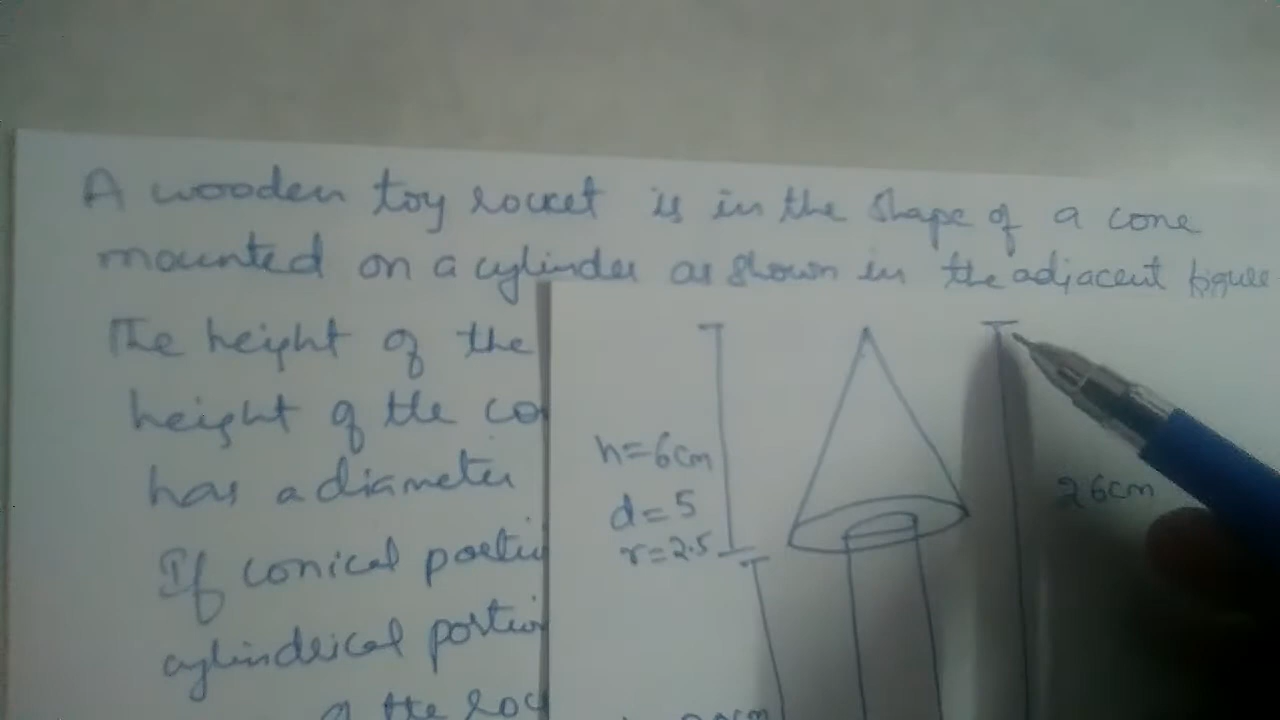 A wooden toy rocket is in the shape of a cone
mounted on a cylinder as shown in the adjacent figure
The height of the
height of the co
has a diameter
If conical portio
cylinderical portion
of the roc
h=6cm
d=5
r=2.5
26cm
cm